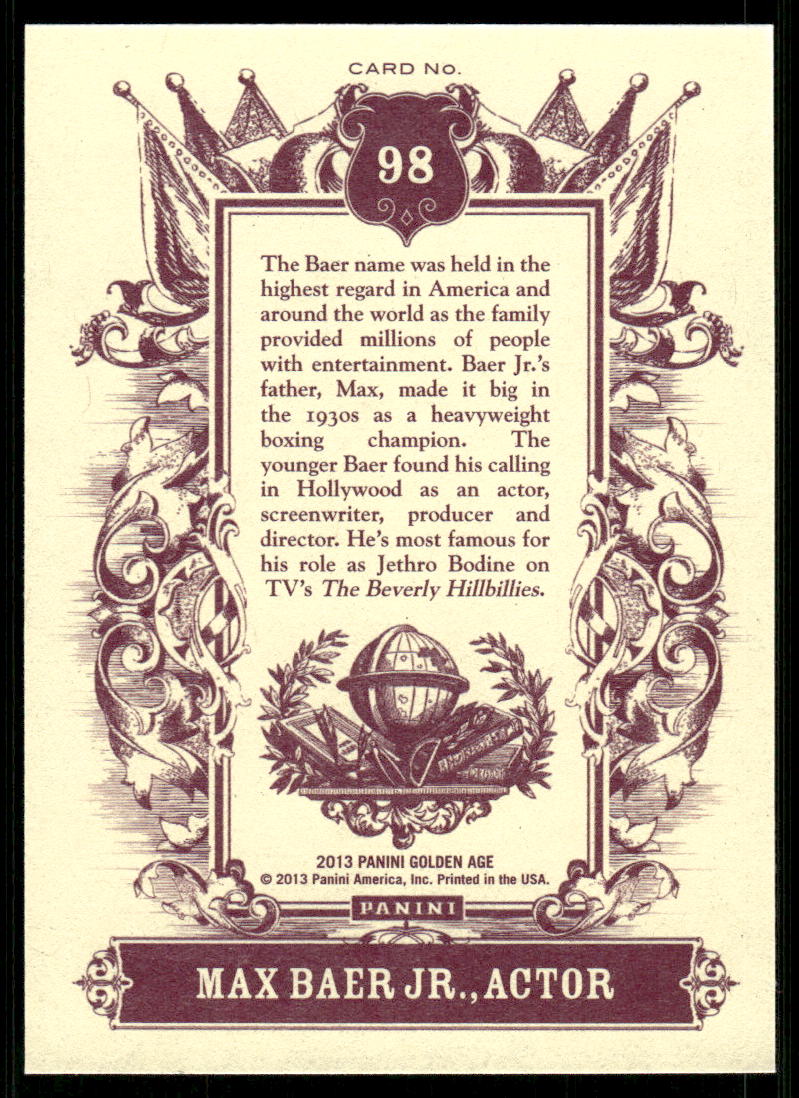 CARD No.
98
The Baer name was held in the
highest regard in America and
around the world as the family
provided millions of people
with entertainment. Baer Jr.'s
father, Max, made it big in
the 1930s as a heavyweight
boxing champion. The
younger Baer found his calling
in Hollywood as an actor,
screenwriter, producer and
director. He's most famous for
his role as Jethro Bodine on
TV's The Beverly Hillbillies.
2013 PANINI GOLDEN AGE
© 2013 Panini America, Inc. Printed in the USA.
PANINI
MAX BAER JR., ACTOR